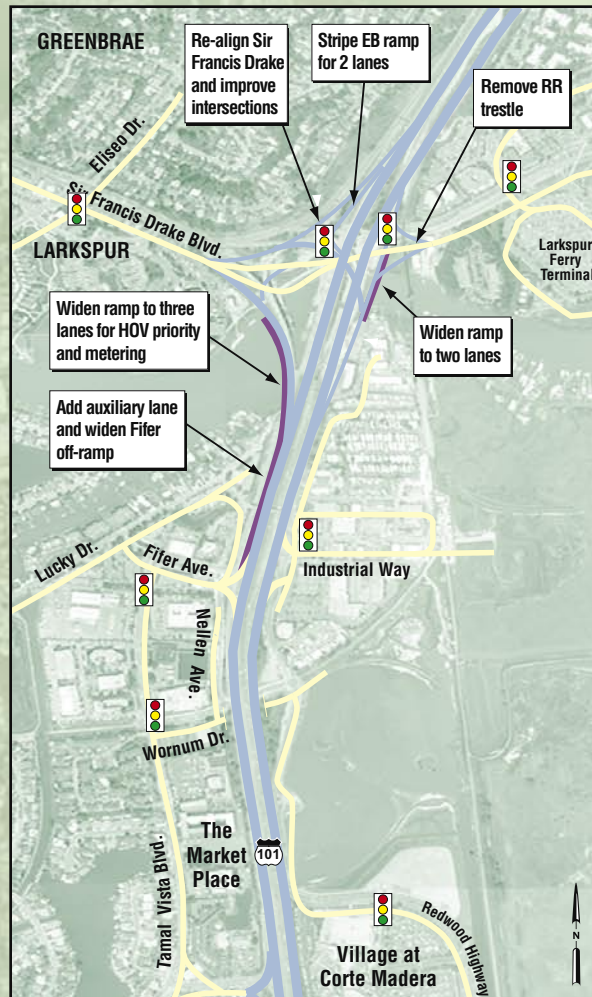 GREENBRAE
Re-align Sir
Francis Drake
and improve
intersections
Stripe EB ramp
for 2 lanes
Remove RR
trestle
Eliseo Dr.
Sir Francis Drake Blvd.
LARKSPUR
Larkspur
Ferry
Terminal
Widen ramp to three
lanes for HOV priority
and metering
Widen ramp
to two lanes
Add auxiliary lane
and widen Fifer
off-ramp
Lucky Dr.
Fifer Ave.
Industrial Way
Nellen Ave.
Wornum Dr.
The
Market
Place
101
Tamal Vista Blvd.
Redwood Highway
Village at
Corte Madera
N